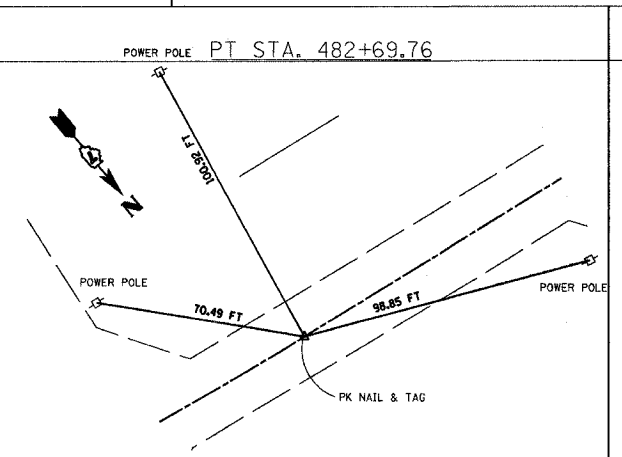 POWER POLE
PT STA. 482+69.76
100.92 FT
N
POWER POLE
70.49 FT
98.85 FT
POWER POLE
PK NAIL & TAG